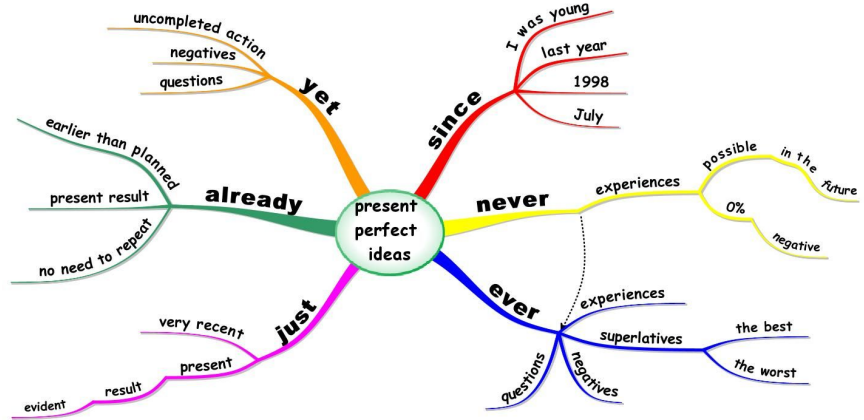 present
perfect
ideas
yet
uncompleted action
negatives
questions
since
I was young
last year
1998
July
already
earlier than planned
present result
no need to repeat
never
experiences
possible
in the
future
0%
negative
just
very recent
present
result
evident
ever
experiences
superlatives
the best
the worst
questions
negatives